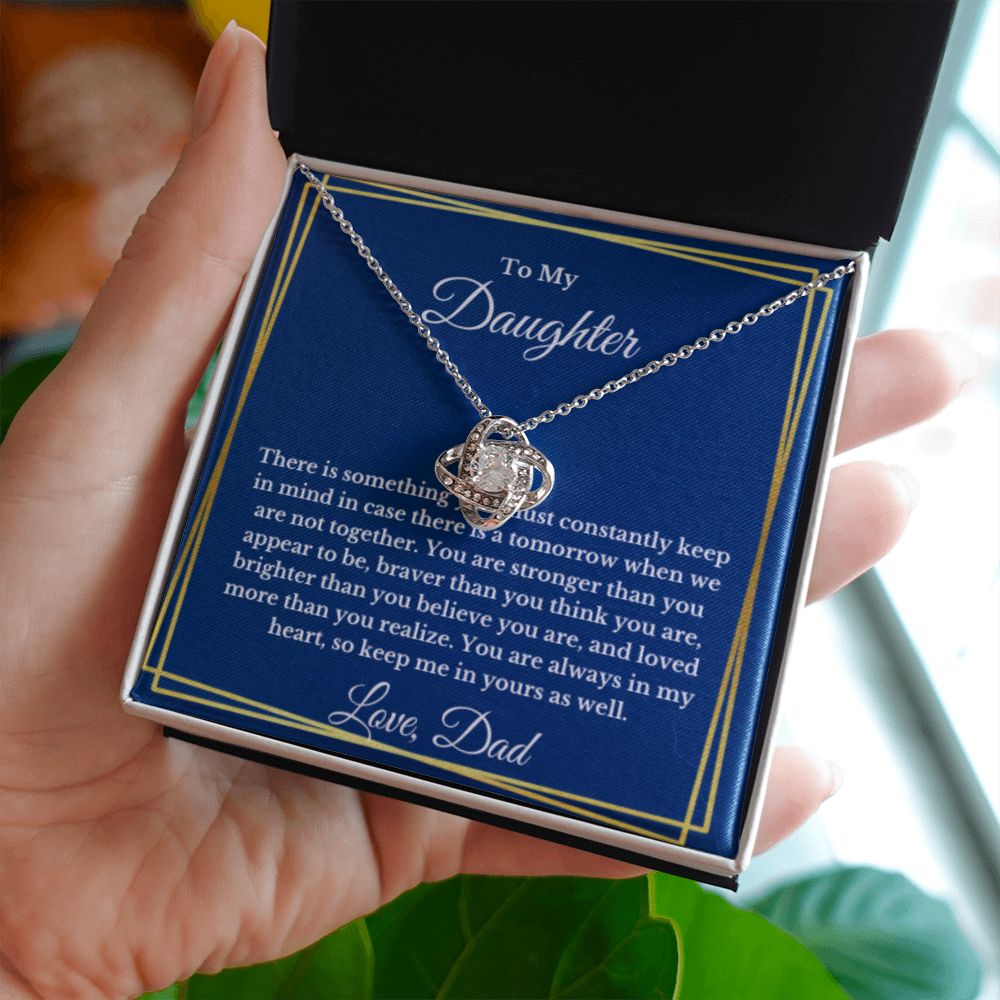 To My
Daughter
There is something must constantly keep
in mind in case there is a tomorrow when we
are not together. You are stronger than you
appear to be, braver than you think you are,
brighter than you believe you are, and loved
more than you realize. You are always in my
heart, so keep me in yours as well.
Love, Dad